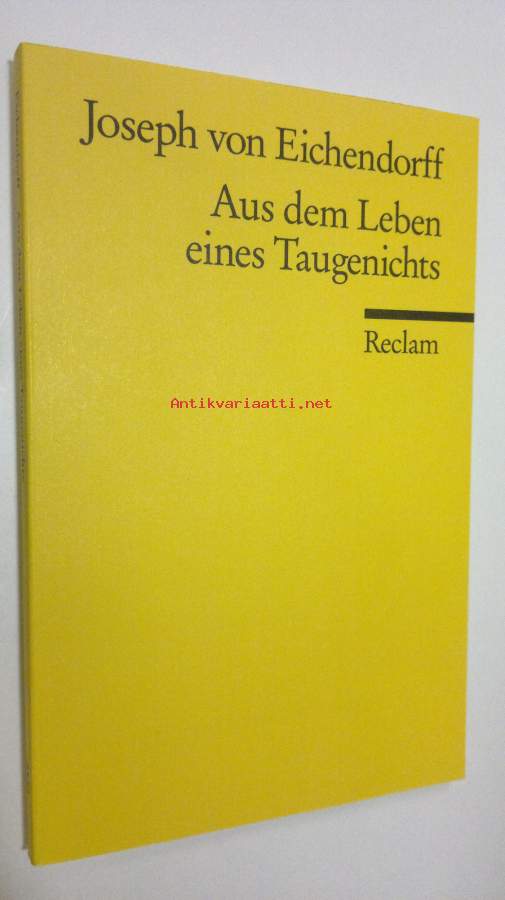 Joseph von Eichendorff
Aus dem Leben
eines Taugenichts
Reclam
Antikvariaatti.net